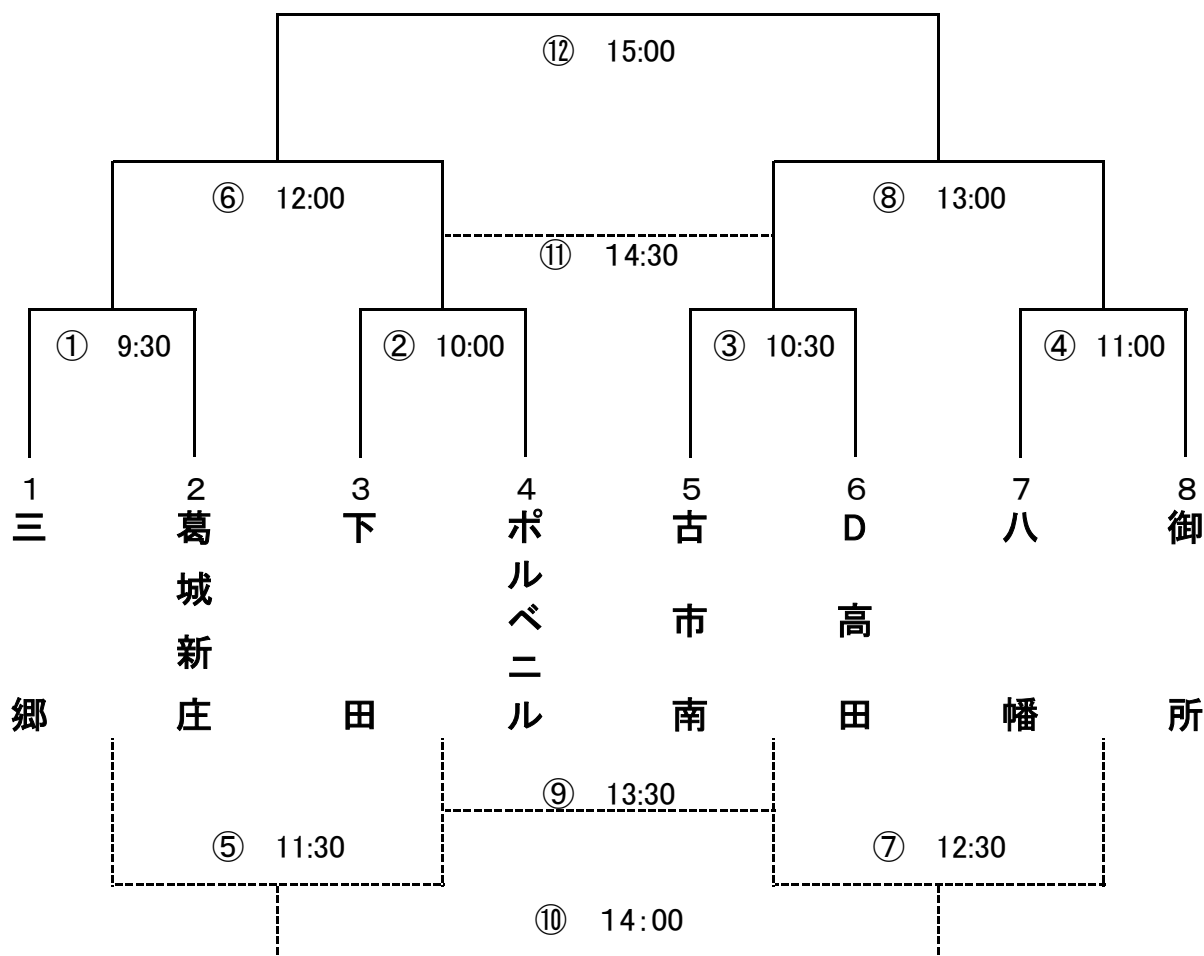 ⑫ 15:00
⑥ 12:00
⑧ 13:00
⑪ 14:30
① 9:30
② 10:00
③ 10:30
④ 11:00
1
三郷
2
葛城新庄
3
下田
4
ポルベニル
5
古市南
6
D高田
7
八幡
8
御所
⑨ 13:30
⑤ 11:30
⑦ 12:30
⑩ 14:00